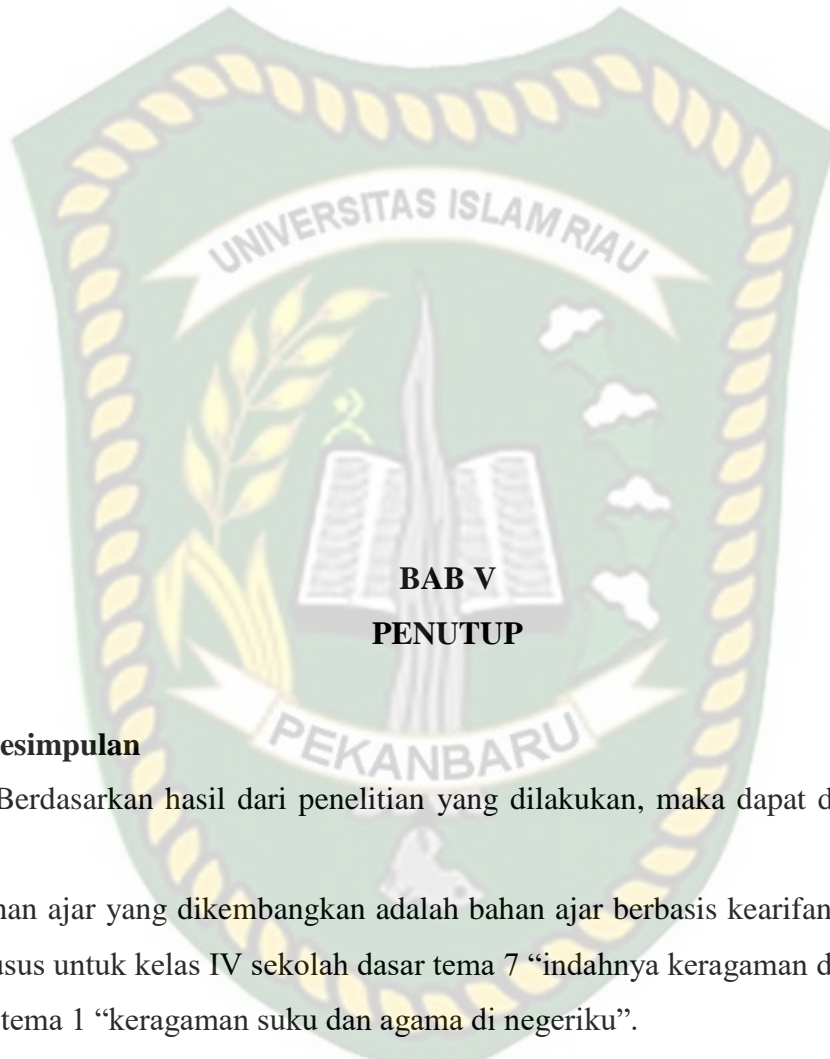 UNIVERSITAS ISLAM RIAU
BAB V
PENUTUP
PEKANBARU
esimpulan
Berdasarkan hasil dari penelitian yang dilakukan, maka dapat d
han ajar yang dikembangkan adalah bahan ajar berbasis kearifan
usus untuk kelas IV sekolah dasar tema 7 “indahnya keragaman d
tema 1 “keragaman suku dan agama di negeriku”.